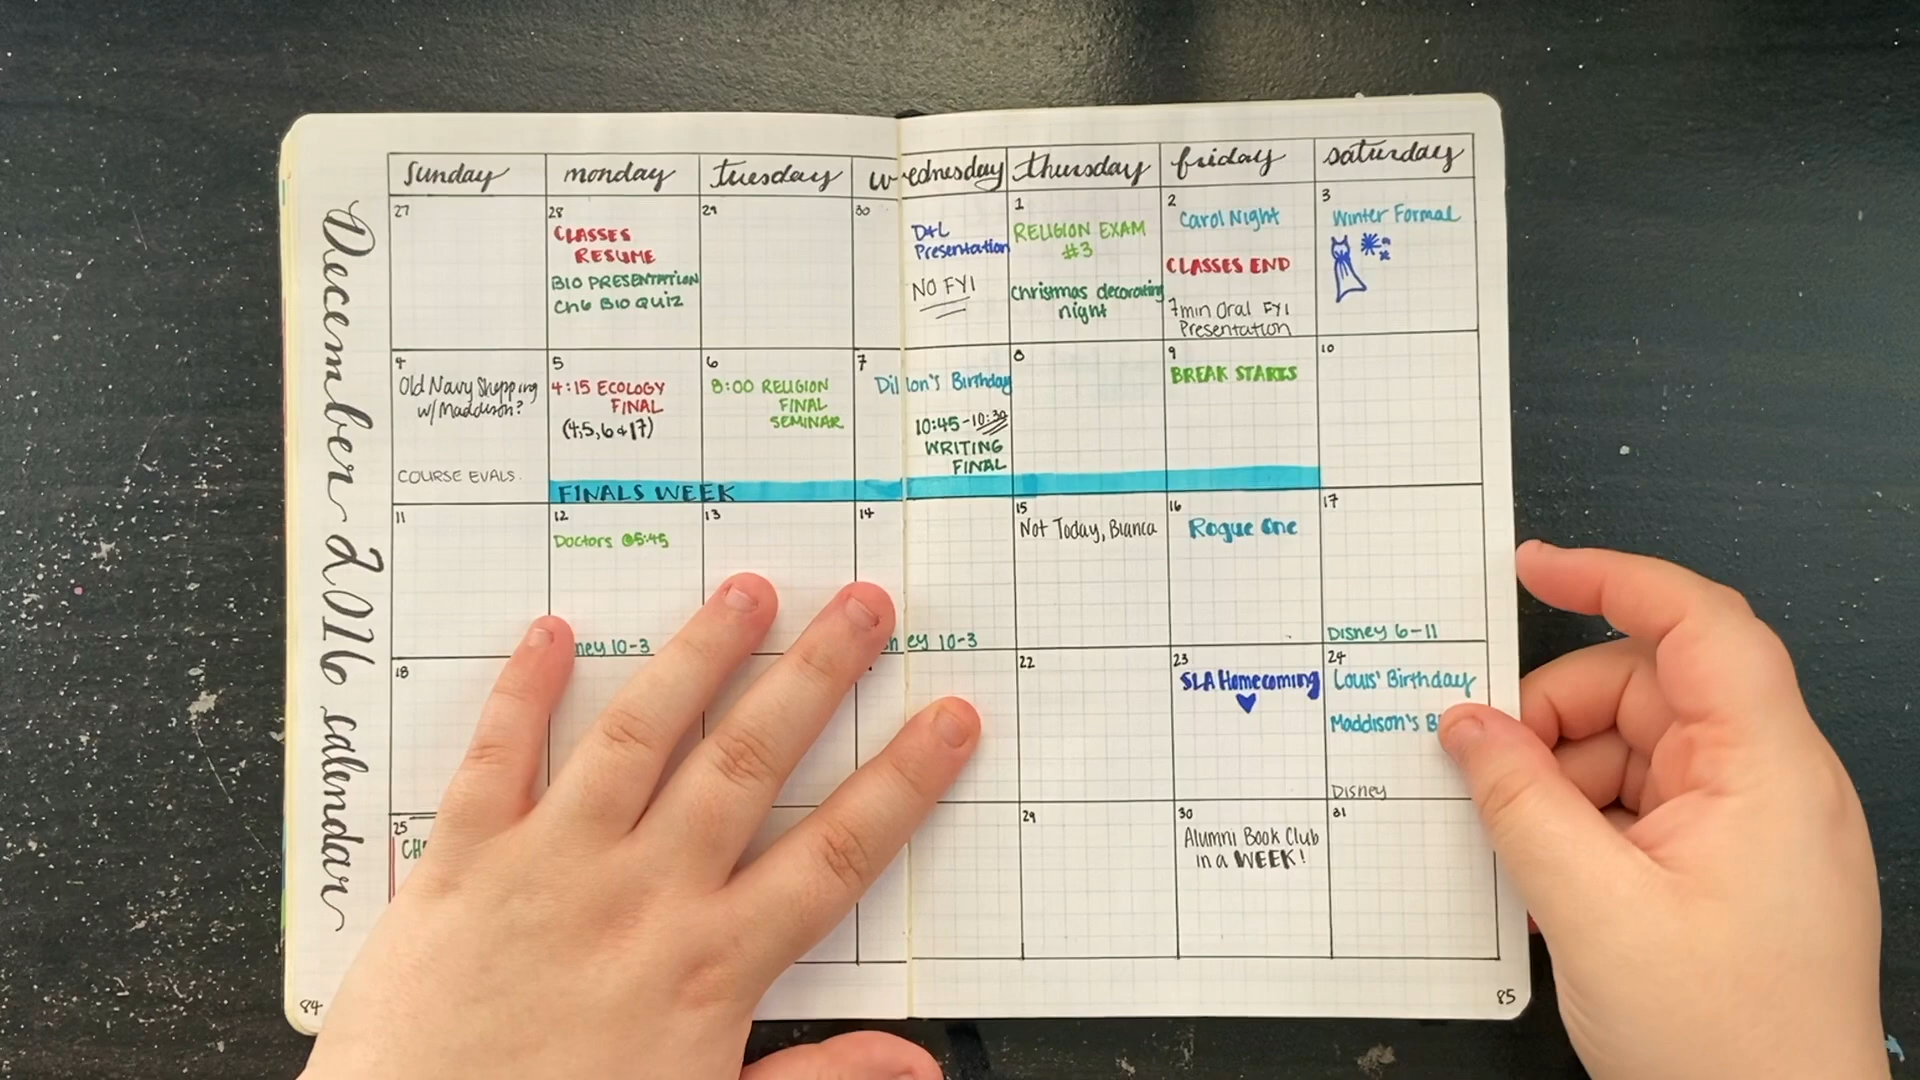 December 2016 calendar
sunday monday tuesday wednesday thursday friday saturday
27
28
CLASSES
RESUME
BIO PRESENTATION
Ch6 BIO QUIZ
29
30
D+L
Presentation
NO FYI
1
RELIGION EXAM
#3
Christmas decorating
night
2
Carol Night
CLASSES END
7min Oral FYI
Presentation
3
Winter Formal
4
Old Navy Shopping
w/Maddison?
COURSE EVALS.
5
4:15 ECOLOGY
FINAL
(4,5,6+17)
6
8:00 RELIGION
FINAL
SEMINAR
7
Dillon's Birthday
10:45-10:30
WRITING
FINAL
8
9
BREAK STARTS
10
FINALS WEEK
11
12
Doctors @5:45
ney 10-3
13
14
ney 10-3
15
Not Today, Bianca
16
Rogue One
17
Disney 6-11
18
22
23
SLA Homecoming
24
Louis' Birthday
Maddison's B
Disney
25
CH
29
30
Alumni Book Club
in a WEEK!
31
84
85